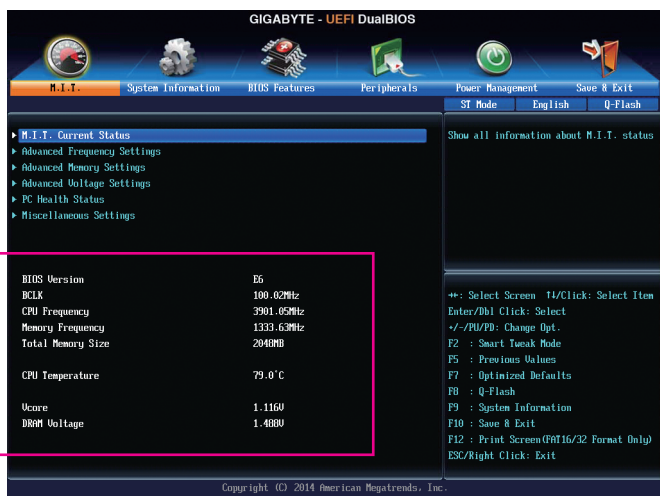 GIGABYTE - UEFI DualBIOS
M.I.T. System Information BIOS Features Peripherals Power Management Save & Exit
ST Mode English Q-Flash
M.I.T. Current Status
Advanced Frequency Settings
Advanced Memory Settings
Advanced Voltage Settings
PC Health Status
Miscellaneous Settings
Show all information about M.I.T. status
BIOS Version E6
BCLK 100.02MHz
CPU Frequency 3901.05MHz
Memory Frequency 1333.63MHz
Total Memory Size 2048MB
CPU Temperature 79.0°C
Vcore 1.116V
DRAM Voltage 1.488V
→←: Select Screen ↑↓/Click: Select Item
Enter/Dbl Click: Select
+/-/PU/PD: Change Opt.
F2 : Smart Tweak Mode
F5 : Previous Values
F7 : Optimized Defaults
F8 : Q-Flash
F9 : System Information
F10 : Save & Exit
F12 : Print Screen(FAT16/32 Format Only)
ESC/Right Click: Exit
Copyright (C) 2014 American Megatrends, Inc.